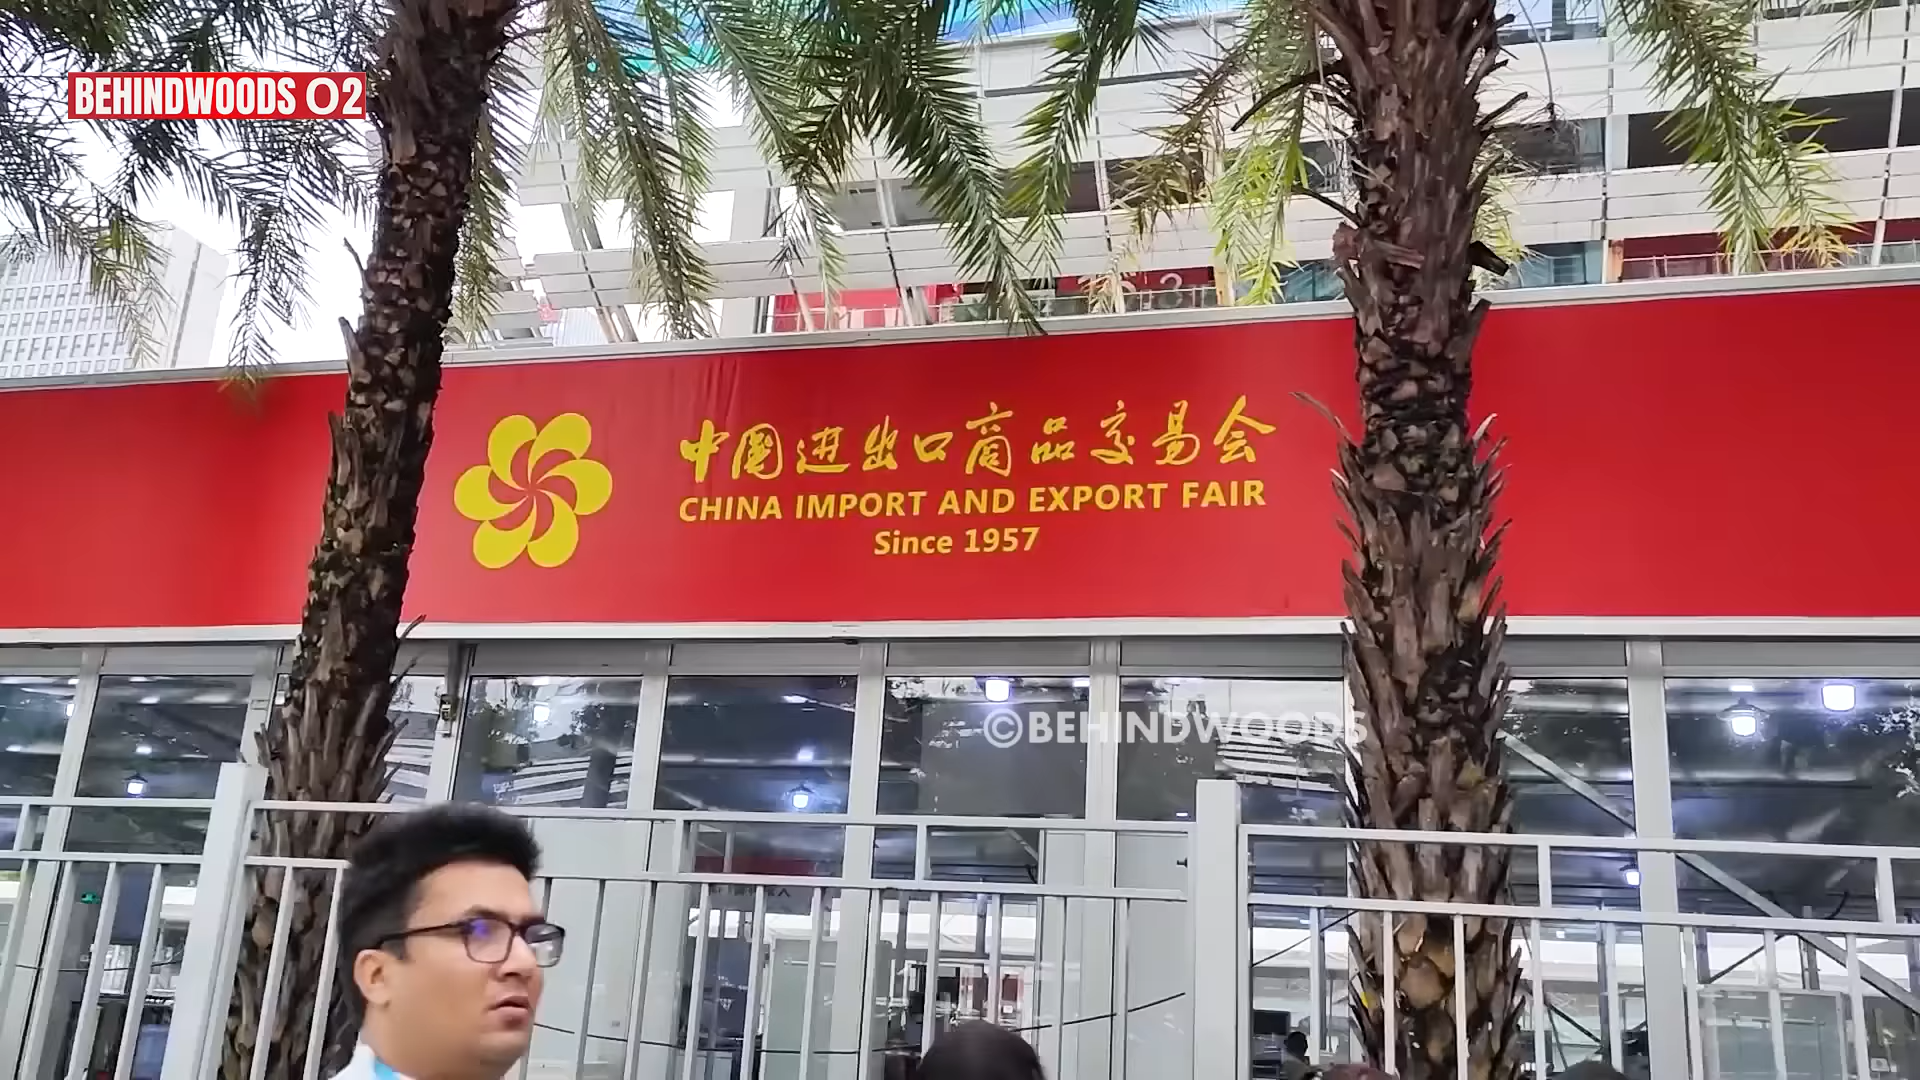 BEHINDWOODS O2
中國进出口商品交易会
CHINA IMPORT AND EXPORT FAIR
Since 1957
©BEHINDWOODS